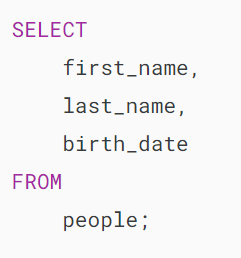 SELECT
    first_name,
    last_name,
    birth_date
FROM
    people;